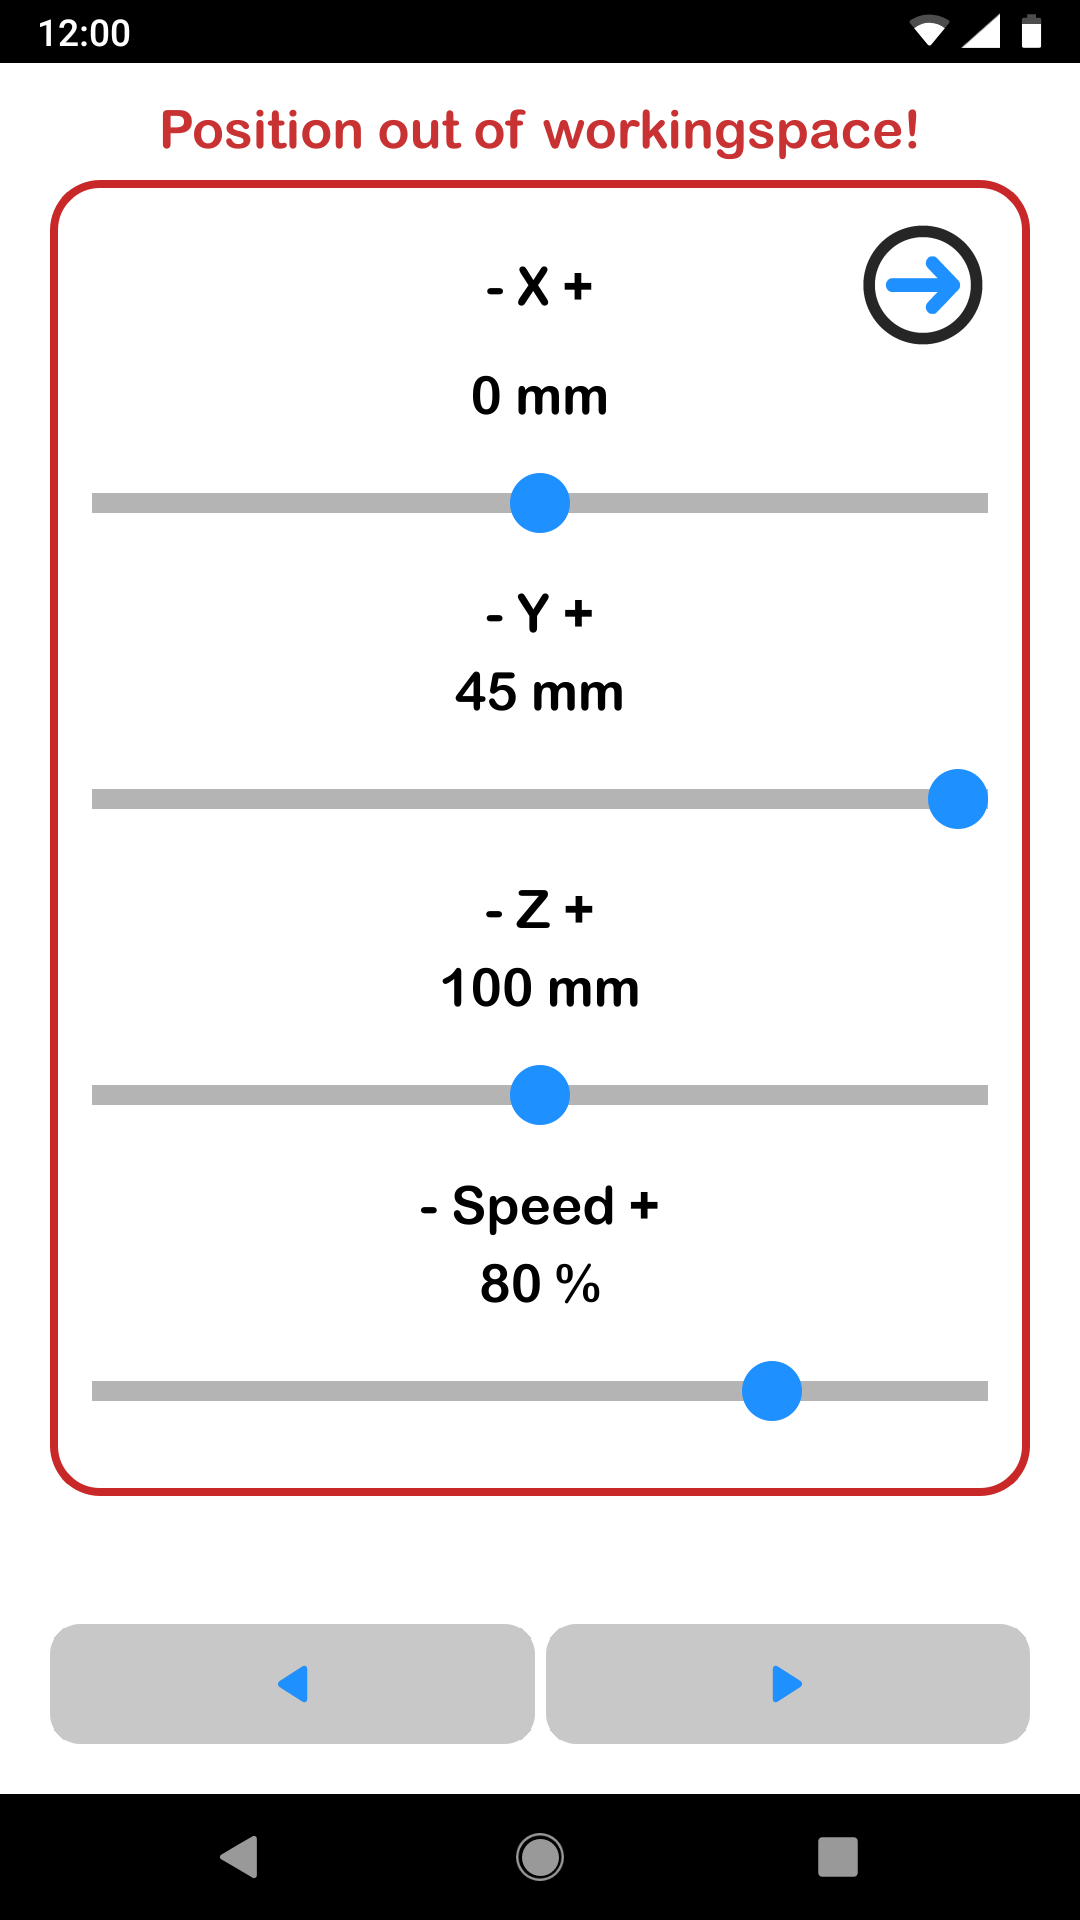 12:00
Position out of workingspace!
- X +
0 mm
- Y +
45 mm
- Z +
100 mm
- Speed +
80 %